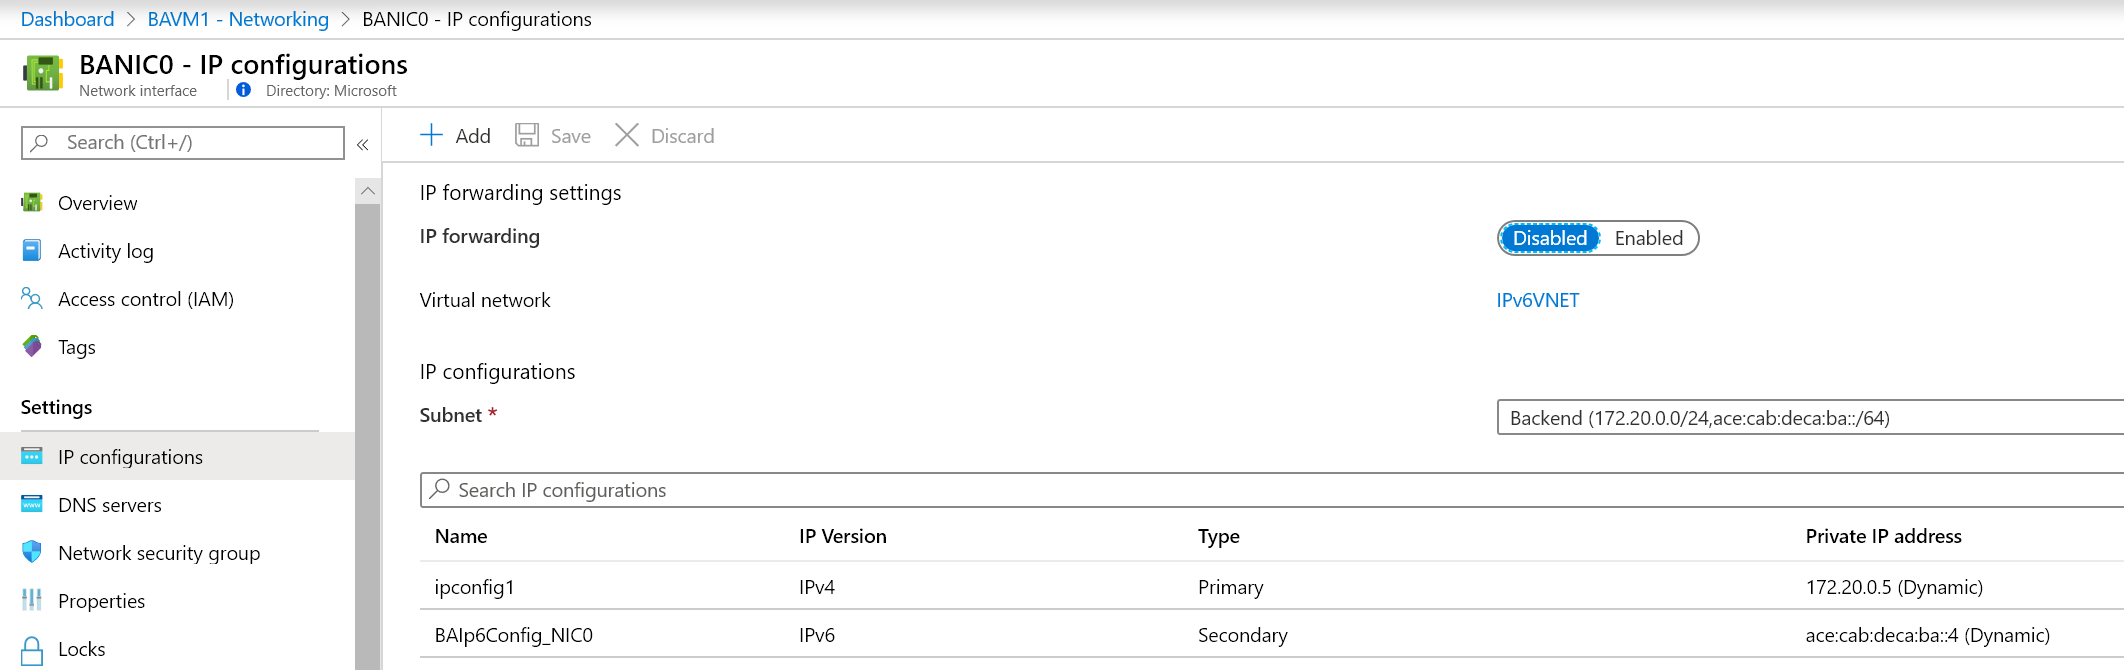 Dashboard > BAVM1 - Networking > BANIC0 - IP configurations
BANIC0 - IP configurations
Network interface
Directory: Microsoft
Search (Ctrl+/)
«
Overview
Activity log
Access control (IAM)
Tags
Settings
IP configurations
DNS servers
Network security group
Properties
Locks
Add Save Discard
IP forwarding settings
IP forwarding Disabled Enabled
Virtual network IPv6VNET
IP configurations
Subnet * Backend (172.20.0.0/24,ace:cab:deca:ba::/64)
Search IP configurations
Name IP Version Type Private IP address
ipconfig1 IPv4 Primary 172.20.0.5 (Dynamic)
BAIp6Config_NIC0 IPv6 Secondary ace:cab:deca:ba::4 (Dynamic)